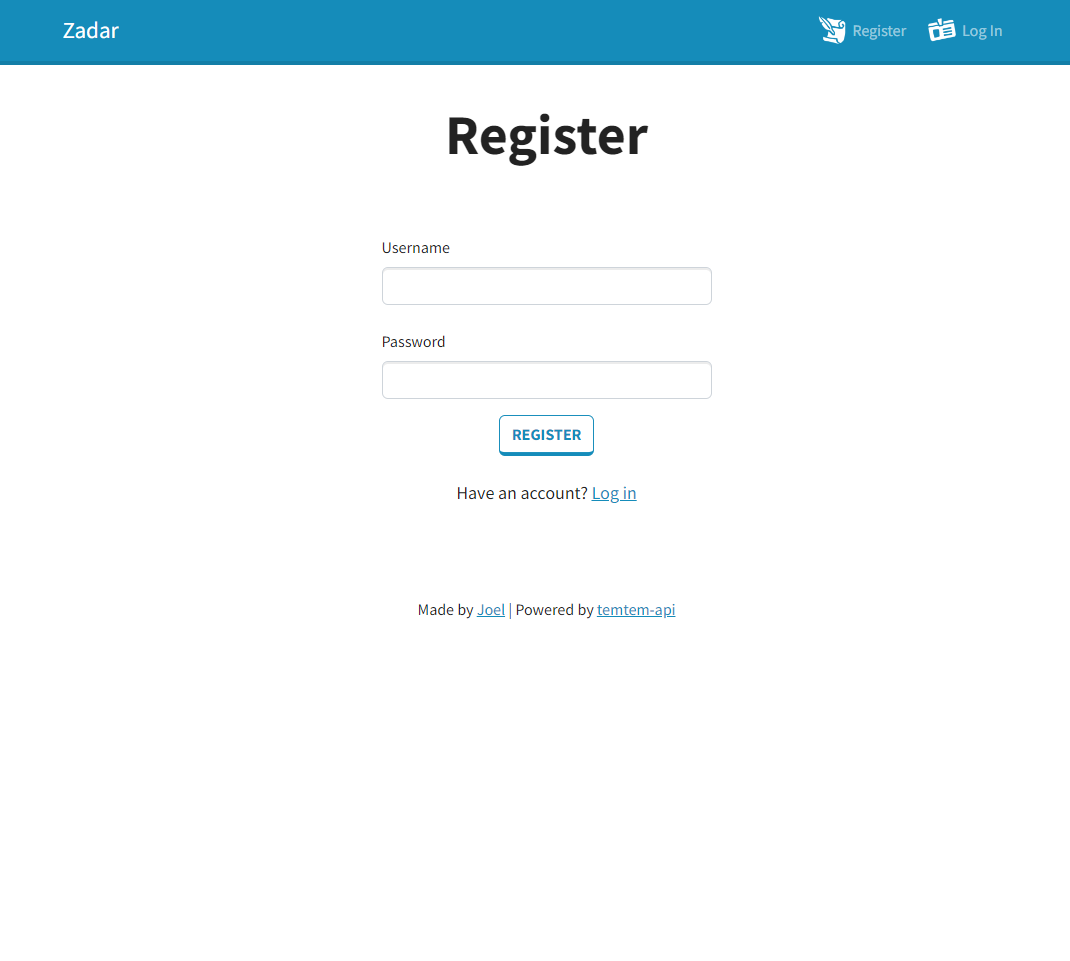 Zadar
Register
Log In
Register
Username
Password
REGISTER
Have an account? Log in
Made by Joel | Powered by temtem-api